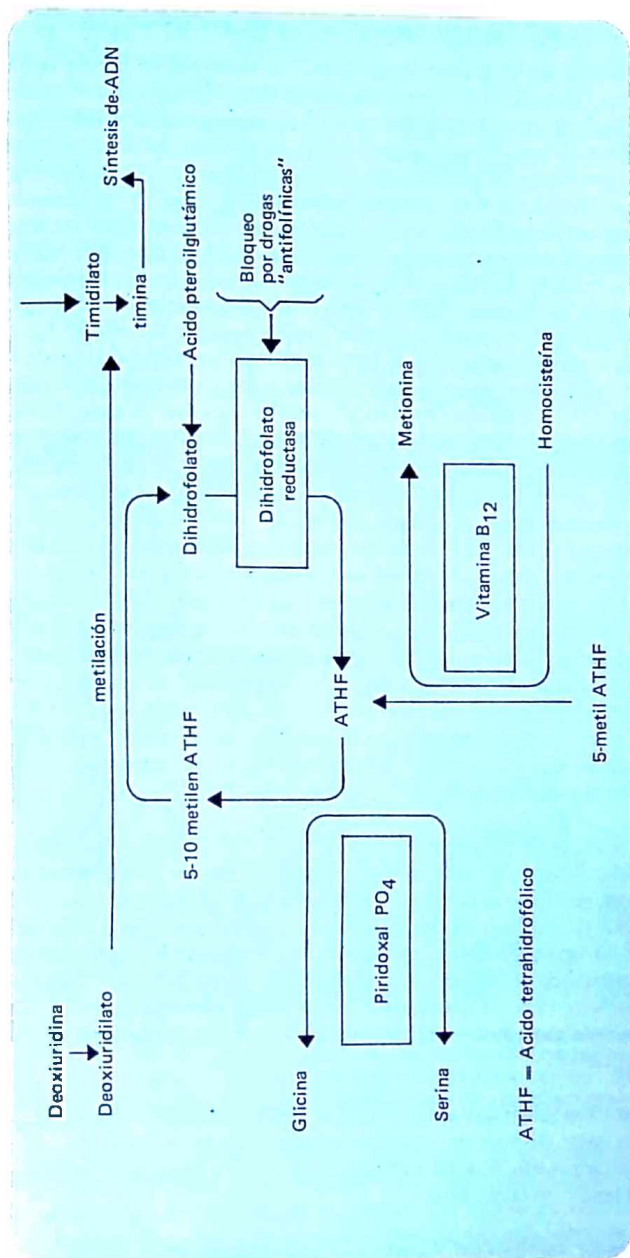 Deoxiuridina
Deoxiuridilato
metilación
Timidilato
timina
Síntesis de-ADN
5-10 metilen ATHF
Dihidrofolato
Acido pteroilglutámico
Dihidrofolato
reductasa
Bloqueo
por drogas
"antifolínicas"
ATHF
Glicina
Piridoxal PO4
Serina
Metionina
Vitamina B12
Homocisteína
5-metil ATHF
ATHF = Acido tetrahidrofólico